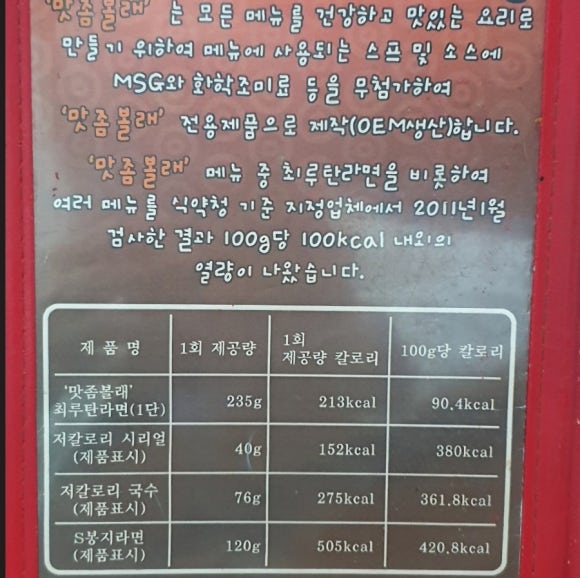 '맛좀볼래' 는 모든 메뉴를 건강하고 맛있는 요리로
만들기 위하여 메뉴에 사용되는 스프 및 소스에
MSG와 화학조미료 등을 무첨가하여
'맛좀볼래' 전용제품으로 제작(OEM생산)합니다.
'맛좀볼래' 메뉴 중 최루탄라면을 비롯하여
여러 메뉴를 식약청 기준 지정업체에서 2011년1월
검사한 결과 100g당 100kcal 내외의
열량이 나왔습니다.
제 품 명 1회 제공량 1회 제공량 칼로리 100g당 칼로리
'맛좀볼래' 최루탄라면(1단) 235g 213kcal 90.4kcal
저칼로리 시리얼 (제품표시) 40g 152kcal 380kcal
저칼로리 국수 (제품표시) 76g 275kcal 361.8kcal
S봉지라면 (제품표시) 120g 505kcal 420.8kcal